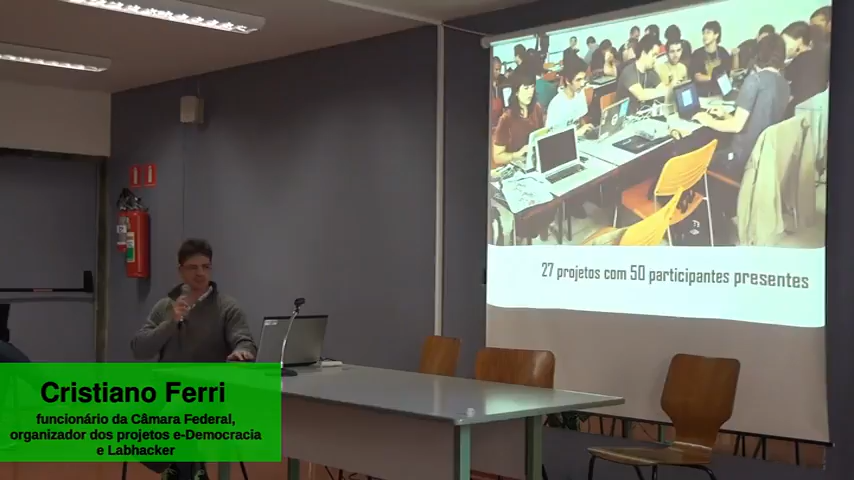 27 projetos com 50 participantes presentes
Cristiano Ferri
funcionário da Câmara Federal,
organizador dos projetos e-Democracia
e Labhacker